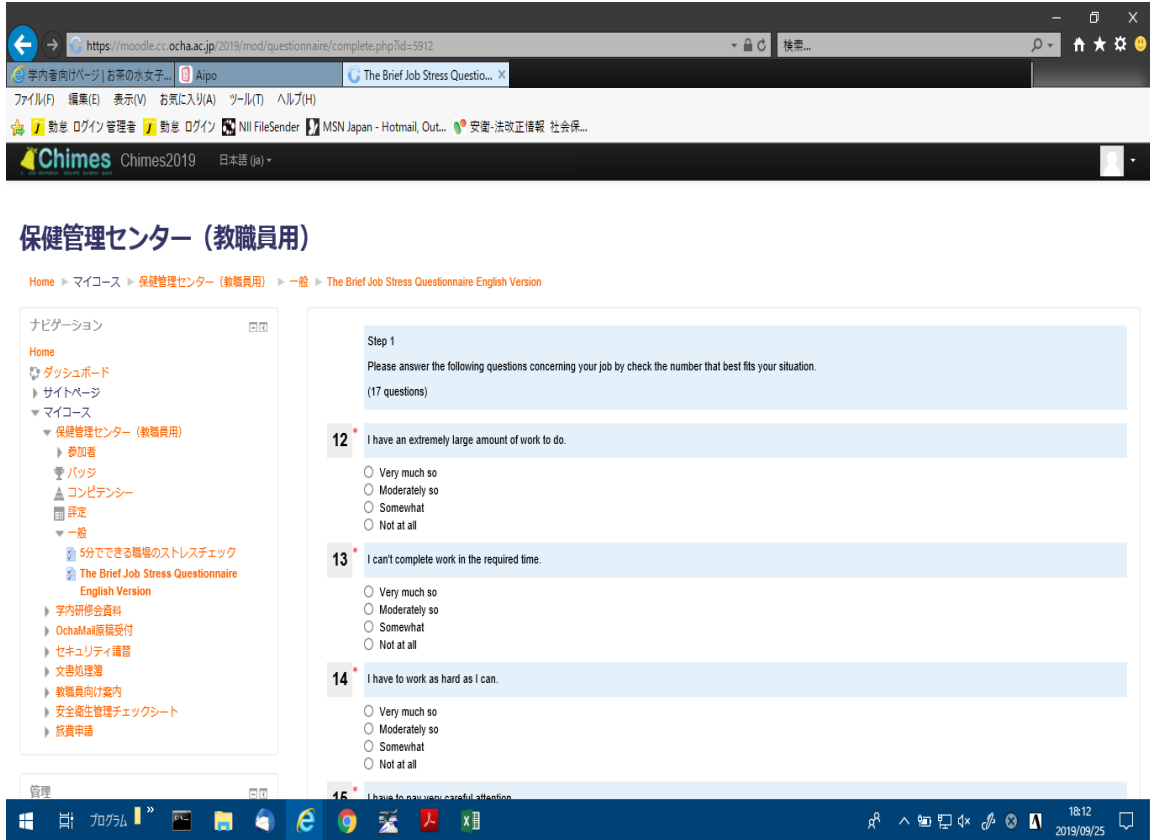 https://moodle.cc.ocha.ac.jp/2019/mod/questionnaire/complete.php?id=5912
検索...
学内者向けページ | お茶の水女子...
Aipo
The Brief Job Stress Questio...
ファイル(F) 編集(E) 表示(V) お気に入り(A) ツール(T) ヘルプ(H)
勤怠 ログイン 管理者 勤怠 ログイン NII FileSender MSN Japan - Hotmail, Out... 安衛-法改正情報 社会保...
Chimes Chimes2019 日本語 (ja)
保健管理センター（教職員用）
Home ▶ マイコース ▶ 保健管理センター（教職員用） ▶ 一般 ▶ The Brief Job Stress Questionnaire English Version
ナビゲーション
Home
ダッシュボード
サイトページ
マイコース
保健管理センター（教職員用）
参加者
バッジ
コンピテンシー
評定
一般
5分でできる職場のストレスチェック
The Brief Job Stress Questionnaire
English Version
学内研修会資料
OchaMail原稿受付
セキュリティ講習
文書処理簿
教職員向け案内
安全衛生管理チェックシート
旅費申請
管理
Step 1
Please answer the following questions concerning your job by check the number that best fits your situation.
(17 questions)
12 * I have an extremely large amount of work to do.
Very much so
Moderately so
Somewhat
Not at all
13 * I can't complete work in the required time.
Very much so
Moderately so
Somewhat
Not at all
14 * I have to work as hard as I can.
Very much so
Moderately so
Somewhat
Not at all
15 * I have to pay very careful attention.
プログラム
18:12
2019/09/25